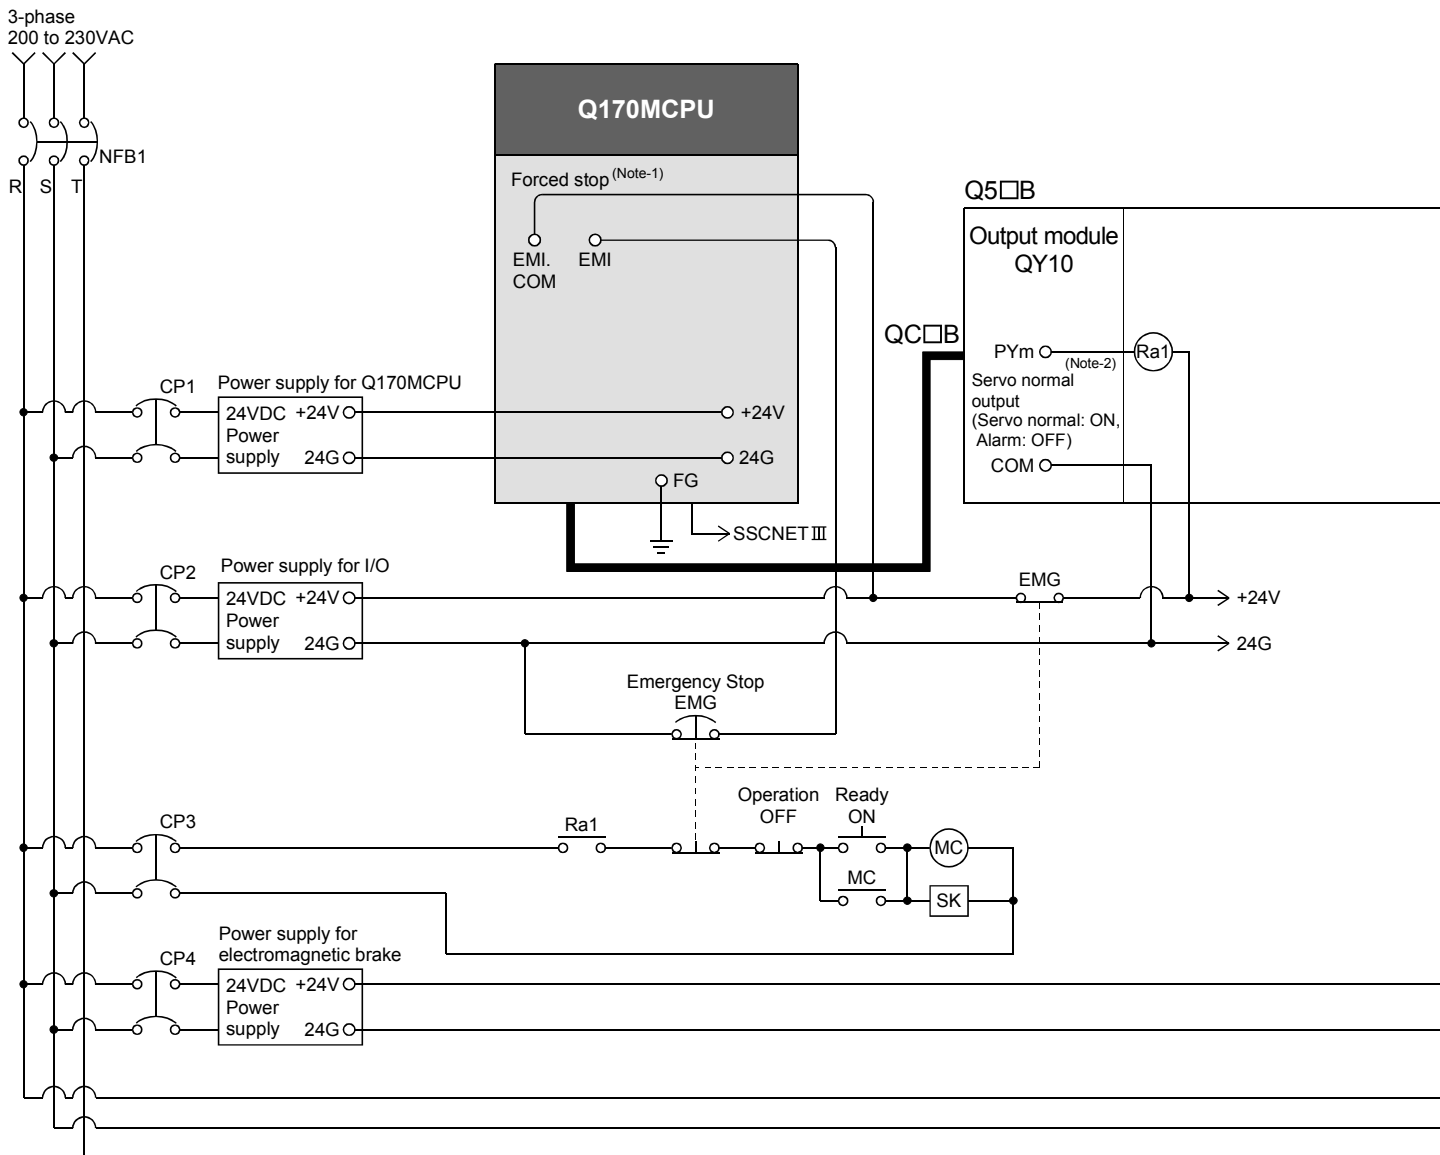 3-phase
200 to 230VAC
NFB1
R S T
Q170MCPU
Forced stop (Note-1)
EMI.
COM
EMI
Q5□B
Output module
QY10
QC□B
PYm
(Note-2)
Ra1
Servo normal
output
(Servo normal: ON,
Alarm: OFF)
COM
CP1
Power supply for Q170MCPU
24VDC +24V
Power
supply 24G
+24V
24G
FG
SSCNETⅢ
CP2
Power supply for I/O
24VDC +24V
Power
supply 24G
EMG
+24V
24G
Emergency Stop
EMG
Operation
OFF
Ready
ON
CP3
Ra1
MC
MC
SK
CP4
Power supply for
electromagnetic brake
24VDC +24V
Power
supply 24G